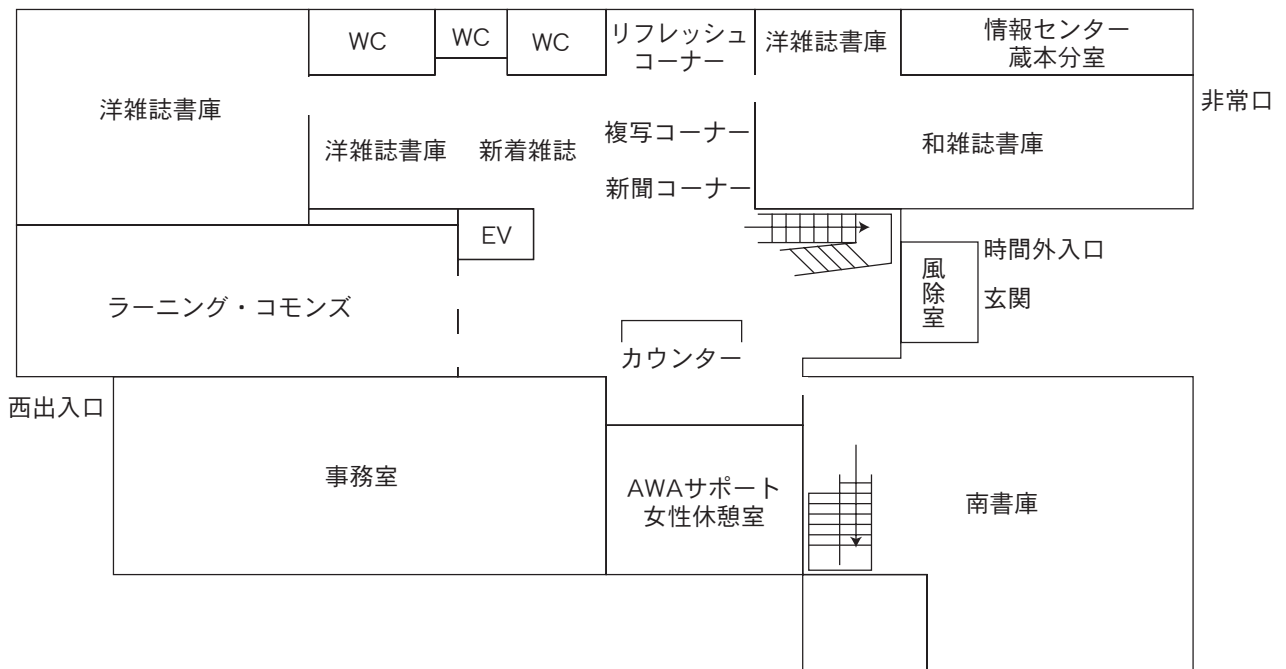 WC
WC
WC
リフレッシュ
コーナー
洋雑誌書庫
情報センター
蔵本分室
洋雑誌書庫
非常口
洋雑誌書庫
新着雑誌
複写コーナー
和雑誌書庫
新聞コーナー
EV
時間外入口
風除室
玄関
ラーニング・コモンズ
カウンター
西出入口
事務室
AWAサポート
女性休憩室
南書庫